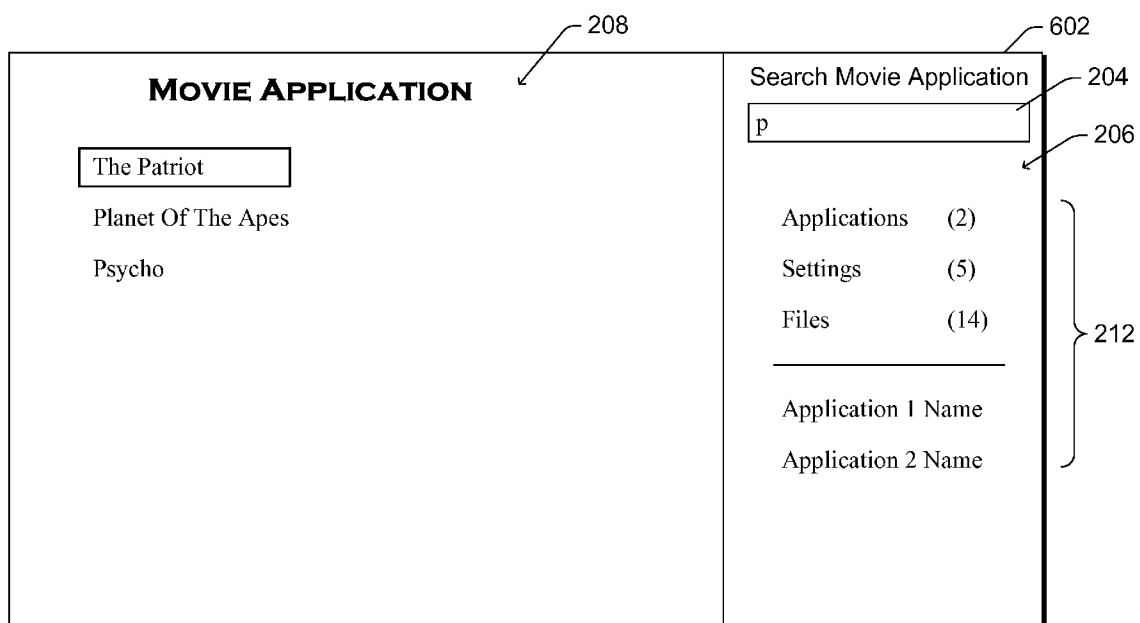 208
602
MOVIE APPLICATION
Search Movie Application
204
p
206
The Patriot
Planet Of The Apes
Psycho
Applications (2)
Settings (5)
Files (14)
212
Application 1 Name
Application 2 Name